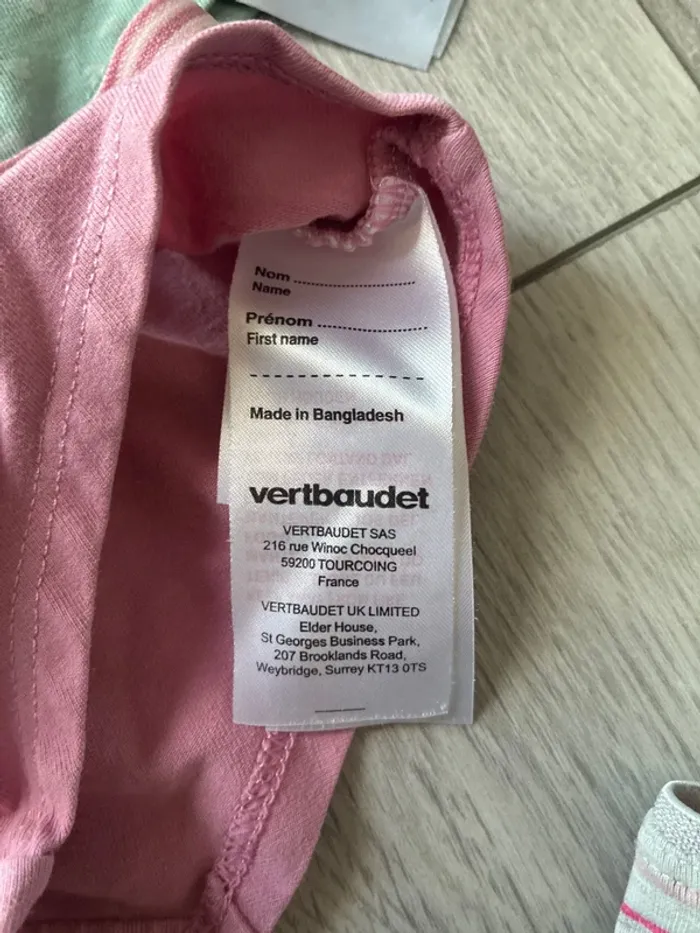 Nom ....................
Name
Prénom ....................
First name
Made in Bangladesh
vertbaudet
VERTBAUDET SAS
216 rue Winoc Chocqueel
59200 TOURCOING
France
VERTBAUDET UK LIMITED
Elder House,
St Georges Business Park,
207 Brooklands Road,
Weybridge, Surrey KT13 0TS